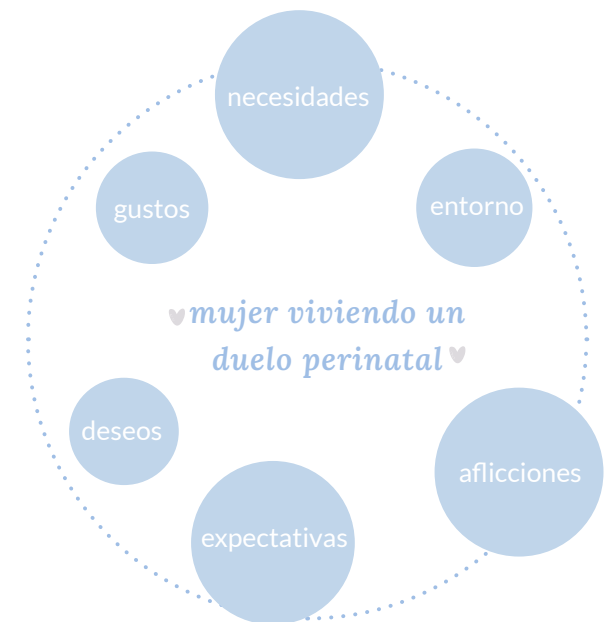 necesidades
gustos
entorno
mujer viviendo un
duelo perinatal
deseos
aflicciones
expectativas